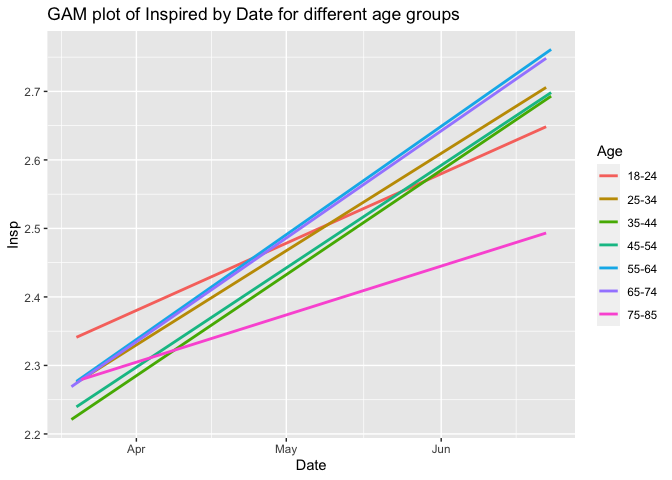 GAM plot of Inspired by Date for different age groups
2.7
2.6
2.5
2.4
2.3
2.2
Insp
Apr May Jun
Date
Age
18-24
25-34
35-44
45-54
55-64
65-74
75-85